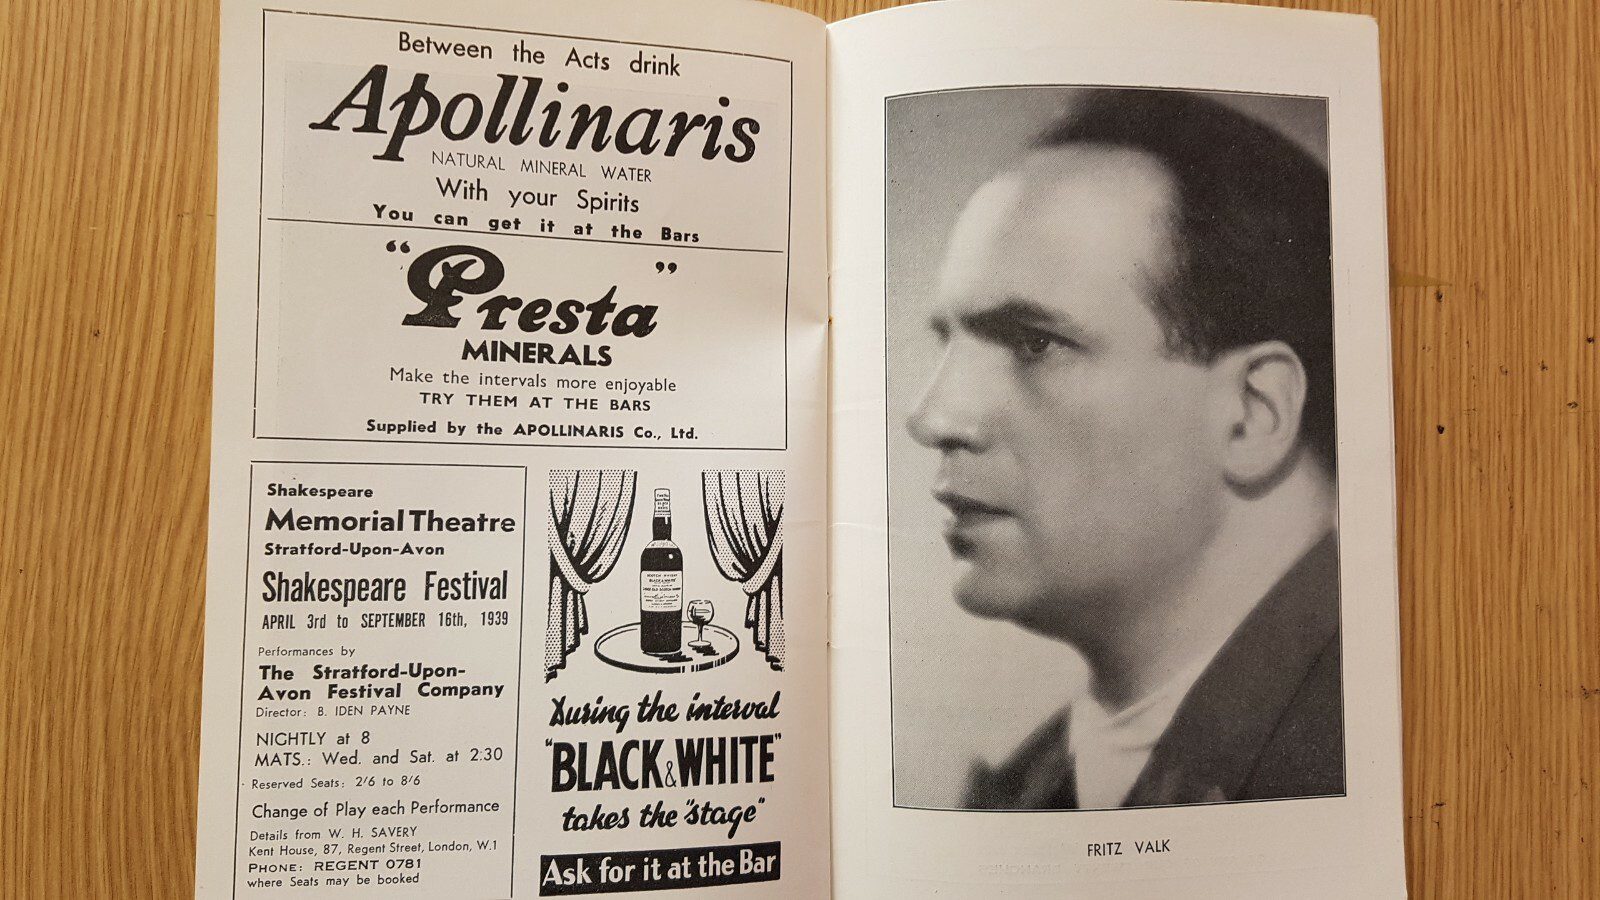 Between the Acts drink
Apollinaris
NATURAL MINERAL WATER
With your Spirits
You can get it at the Bars
"Presta"
MINERALS
Make the intervals more enjoyable
TRY THEM AT THE BARS
Supplied by the APOLLINARIS Co., Ltd.
Shakespeare
Memorial Theatre
Stratford-Upon-Avon
Shakespeare Festival
APRIL 3rd to SEPTEMBER 16th, 1939
Performances by
The Stratford-Upon-
Avon Festival Company
Director: B. IDEN PAYNE
NIGHTLY at 8
MATS.: Wed. and Sat. at 2:30
Reserved Seats: 2/6 to 8/6
Change of Play each Performance
Details from W. H. SAVERY
Kent House, 87, Regent Street, London, W.1
PHONE: REGENT 0781
where Seats may be booked
SCOTCH WHISKY
BLACK & WHITE
During the interval
"BLACK & WHITE"
takes the "stage"
Ask for it at the Bar
FRITZ VALK